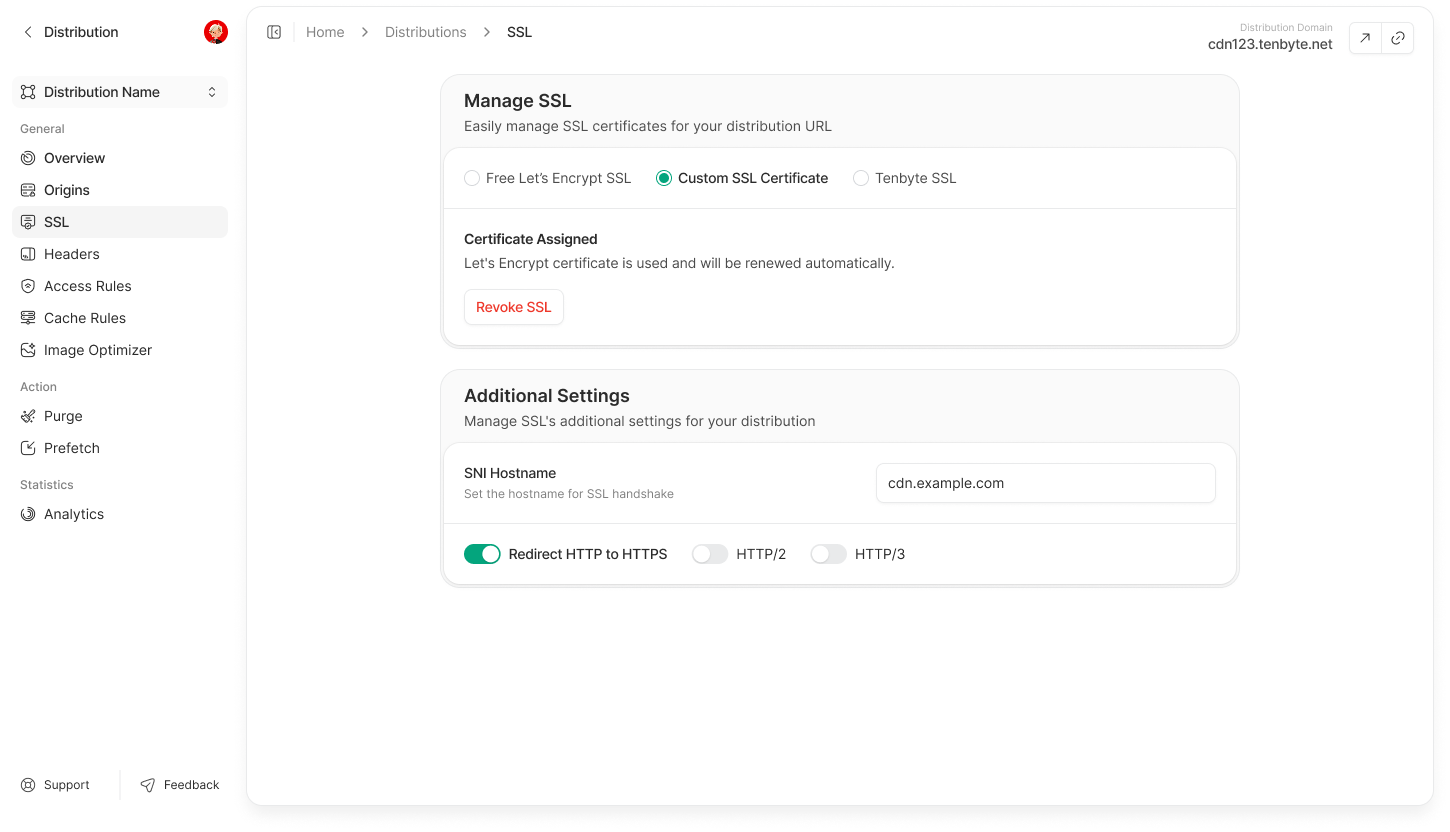 Distribution
Distribution Name
General
Overview
Origins
SSL
Headers
Access Rules
Cache Rules
Image Optimizer
Action
Purge
Prefetch
Statistics
Analytics
Support
Feedback
Home
Distributions
SSL
Distribution Domain
cdn123.tenbyte.net
Manage SSL
Easily manage SSL certificates for your distribution URL
Free Let’s Encrypt SSL
Custom SSL Certificate
Tenbyte SSL
Certificate Assigned
Let's Encrypt certificate is used and will be renewed automatically.
Revoke SSL
Additional Settings
Manage SSL's additional settings for your distribution
SNI Hostname
Set the hostname for SSL handshake
cdn.example.com
Redirect HTTP to HTTPS
HTTP/2
HTTP/3